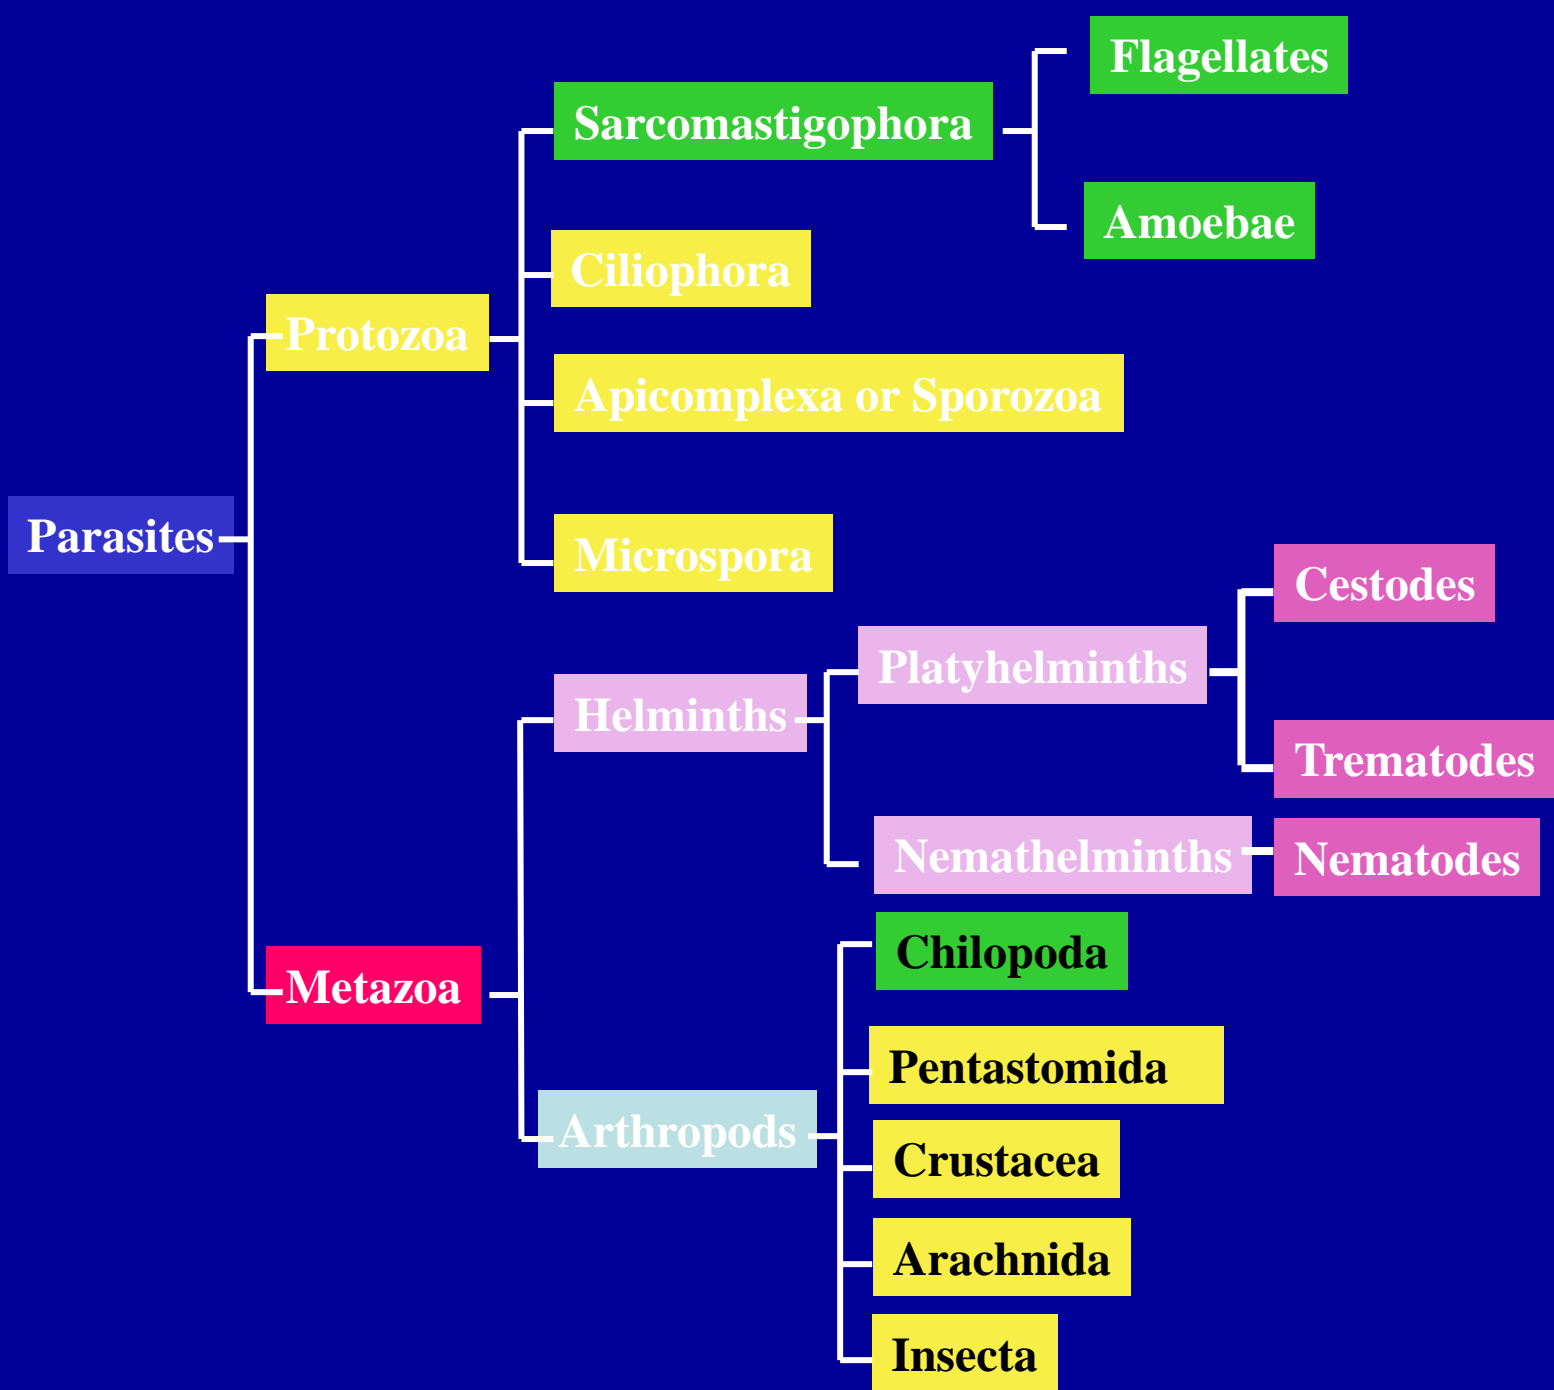 Flagellates
Sarcomastigophora
Amoebae
Ciliophora
Protozoa
Apicomplexa or Sporozoa
Parasites
Microspora
Cestodes
Platyhelminths
Helminths
Trematodes
Nemathelminths
Nematodes
Chilopoda
Metazoa
Pentastomida
Arthropods
Crustacea
Arachnida
Insecta